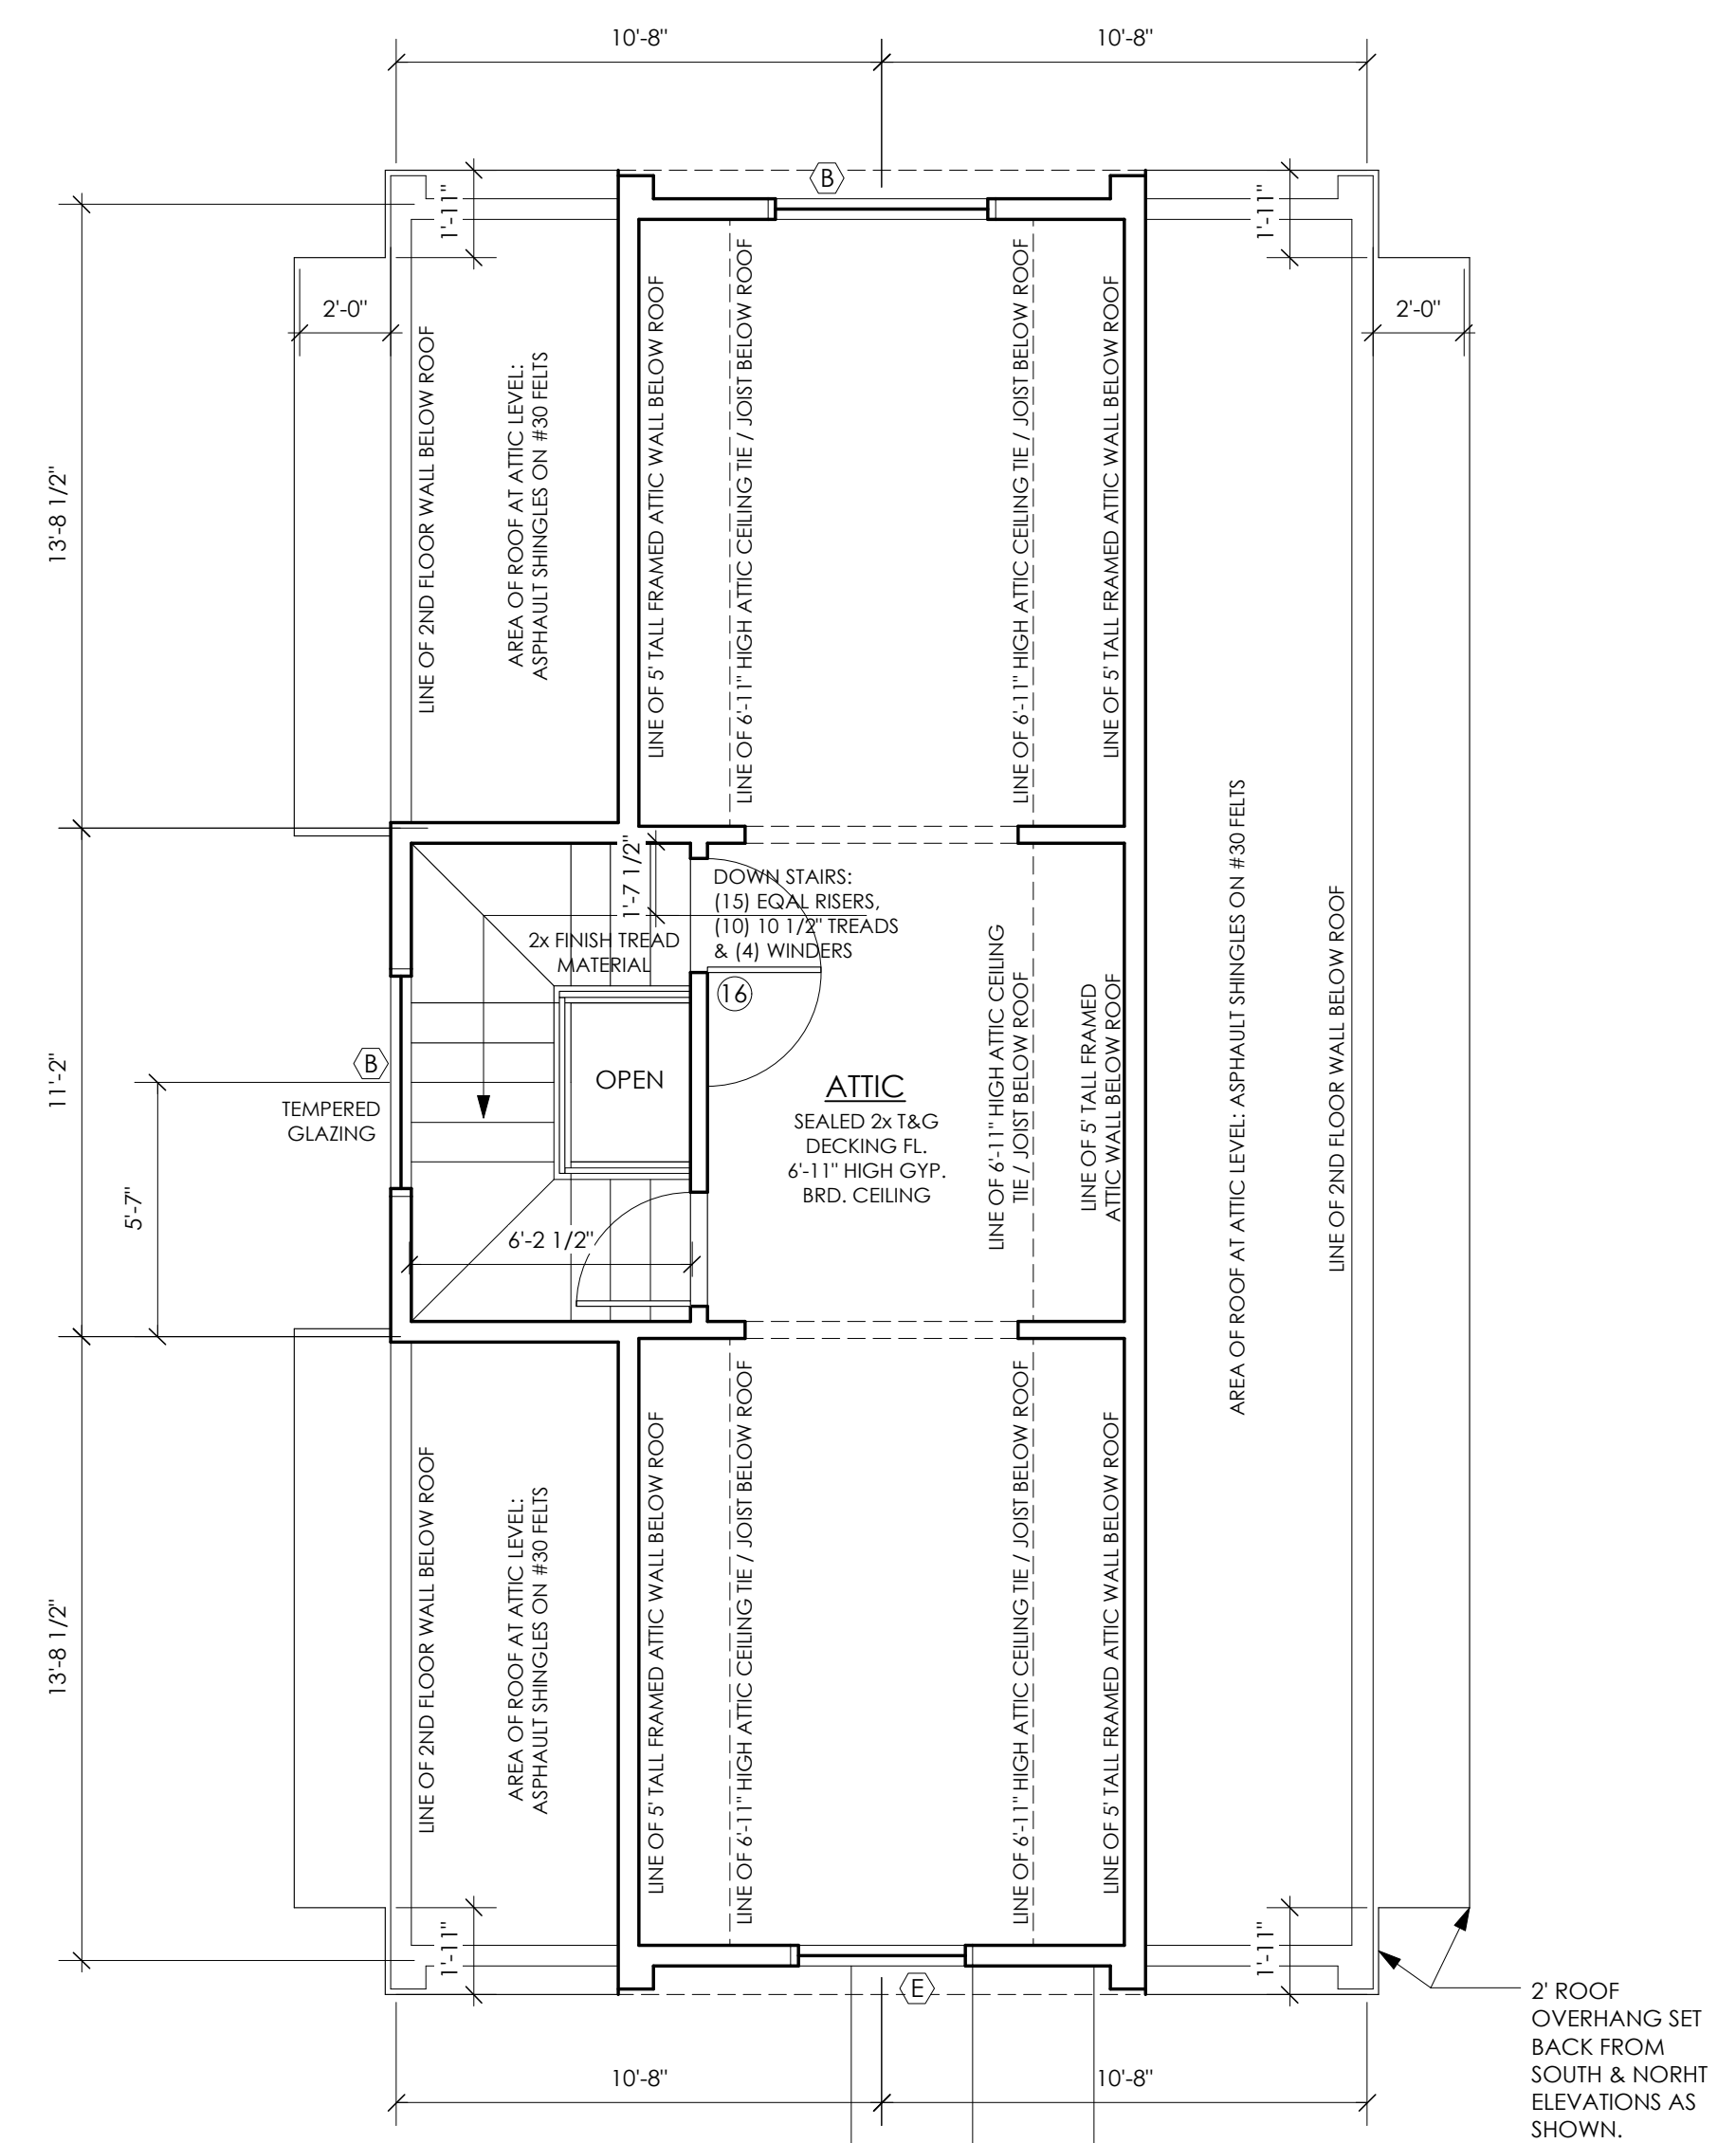 10'-8"
10'-8"
B
1'-11"
1'-11"
2'-0"
2'-0"
13'-8 1/2"
LINE OF 2ND FLOOR WALL BELOW ROOF
AREA OF ROOF AT ATTIC LEVEL:
ASPHAULT SHINGLES ON #30 FELTS
LINE OF 5' TALL FRAMED ATTIC WALL BELOW ROOF
LINE OF 6'-11" HIGH ATTIC CEILING TIE / JOIST BELOW ROOF
LINE OF 6'-11" HIGH ATTIC CEILING TIE / JOIST BELOW ROOF
LINE OF 5' TALL FRAMED ATTIC WALL BELOW ROOF
1'-7 1/2"
DOWN STAIRS:
(15) EQAL RISERS,
(10) 10 1/2" TREADS
& (4) WINDERS
2x FINISH TREAD
MATERIAL
16
11'-2"
B
TEMPERED
GLAZING
5'-7"
OPEN
6'-2 1/2"
ATTIC
SEALED 2x T&G
DECKING FL.
6'-11" HIGH GYP.
BRD. CEILING
LINE OF 6'-11" HIGH ATTIC CEILING
TIE / JOIST BELOW ROOF
LINE OF 5' TALL FRAMED
ATTIC WALL BELOW ROOF
AREA OF ROOF AT ATTIC LEVEL: ASPHAULT SHINGLES ON #30 FELTS
LINE OF 2ND FLOOR WALL BELOW ROOF
13'-8 1/2"
LINE OF 2ND FLOOR WALL BELOW ROOF
AREA OF ROOF AT ATTIC LEVEL:
ASPHAULT SHINGLES ON #30 FELTS
LINE OF 5' TALL FRAMED ATTIC WALL BELOW ROOF
LINE OF 6'-11" HIGH ATTIC CEILING TIE / JOIST BELOW ROOF
LINE OF 6'-11" HIGH ATTIC CEILING TIE / JOIST BELOW ROOF
LINE OF 5' TALL FRAMED ATTIC WALL BELOW ROOF
1'-11"
1'-11"
E
2' ROOF
OVERHANG SET
BACK FROM
SOUTH & NORHT
ELEVATIONS AS
SHOWN.
10'-8"
10'-8"